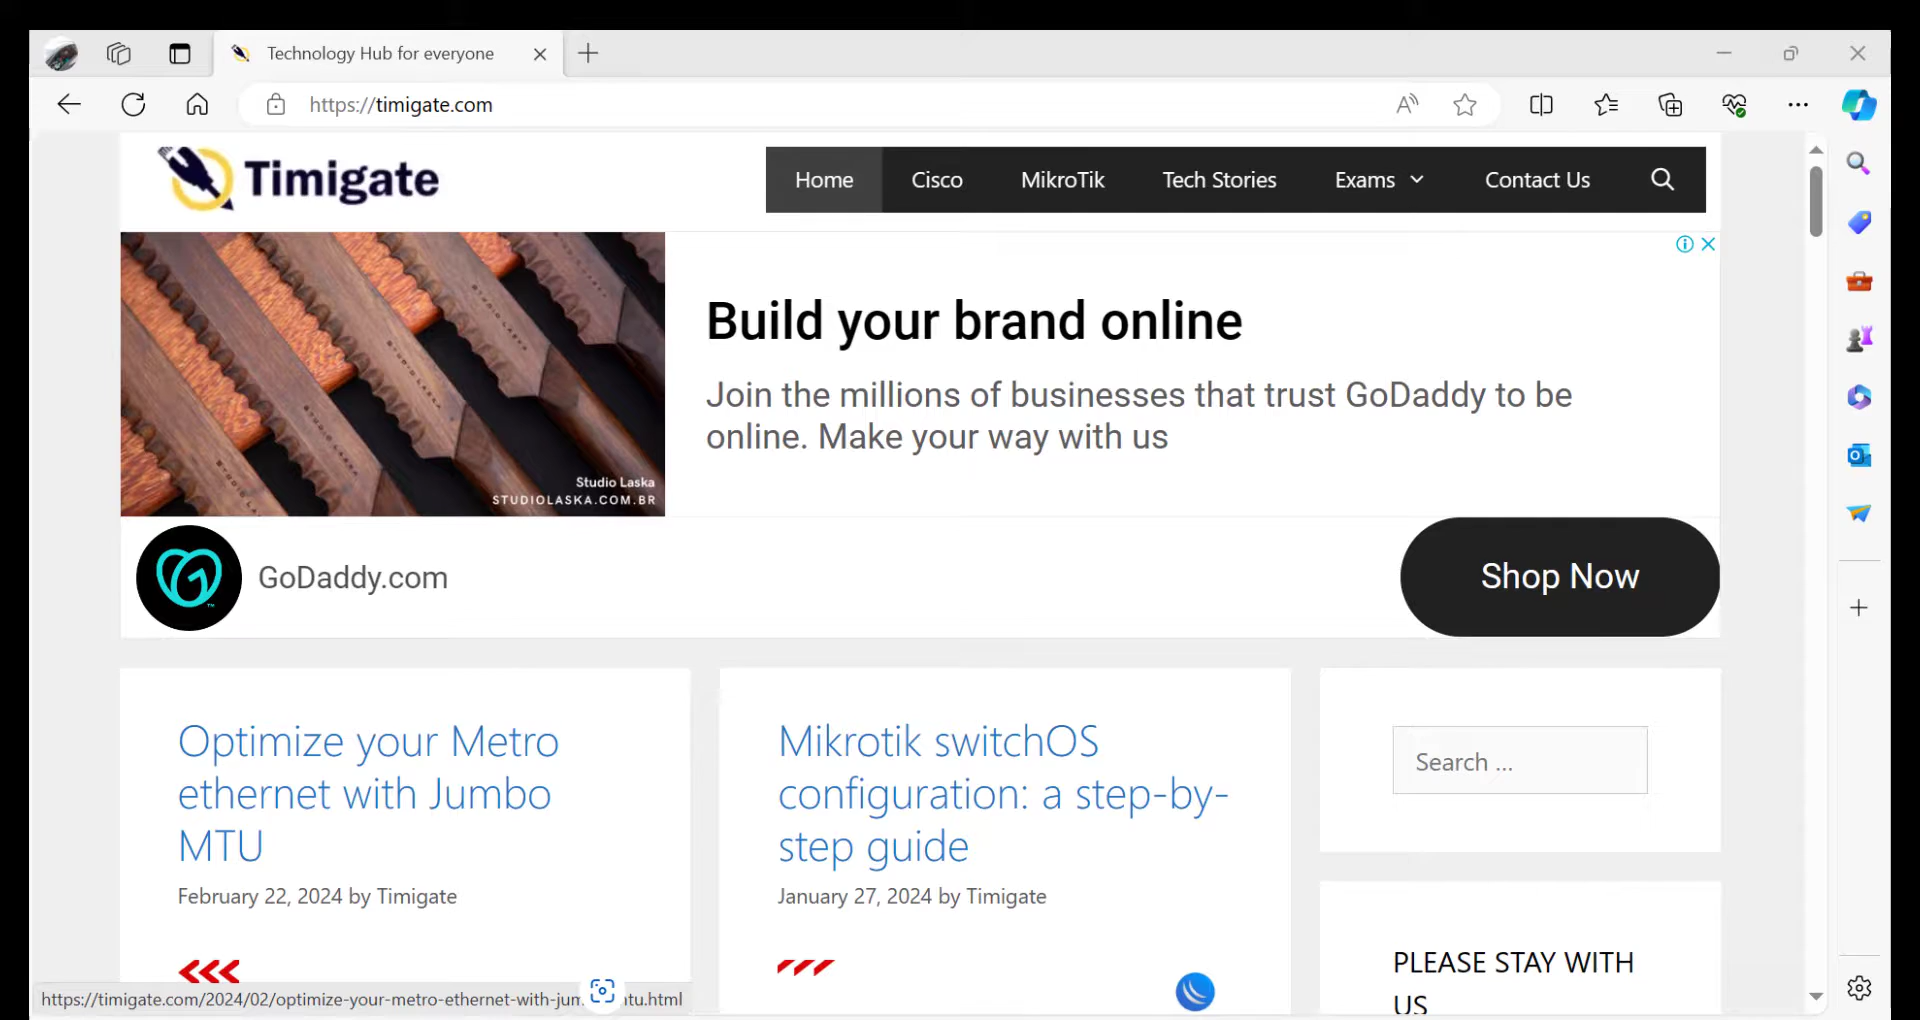 Technology Hub for everyone
https://timigate.com
Timigate
Home Cisco MikroTik Tech Stories Exams Contact Us
Build your brand online
Join the millions of businesses that trust GoDaddy to be
online. Make your way with us
STUDIO LASKA
Studio Laska
STUDIOLASKA.COM.BR
GoDaddy.com
Shop Now
Optimize your Metro
ethernet with Jumbo
MTU
February 22, 2024 by Timigate
Mikrotik switchOS
configuration: a step-by-
step guide
January 27, 2024 by Timigate
Search ...
PLEASE STAY WITH
US
https://timigate.com/2024/02/optimize-your-metro-ethernet-with-jum tu.html